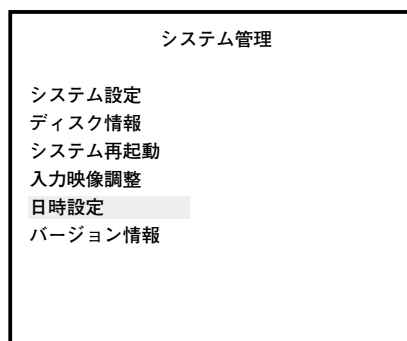 システム管理
システム設定
ディスク情報
システム再起動
入力映像調整
日時設定
バージョン情報